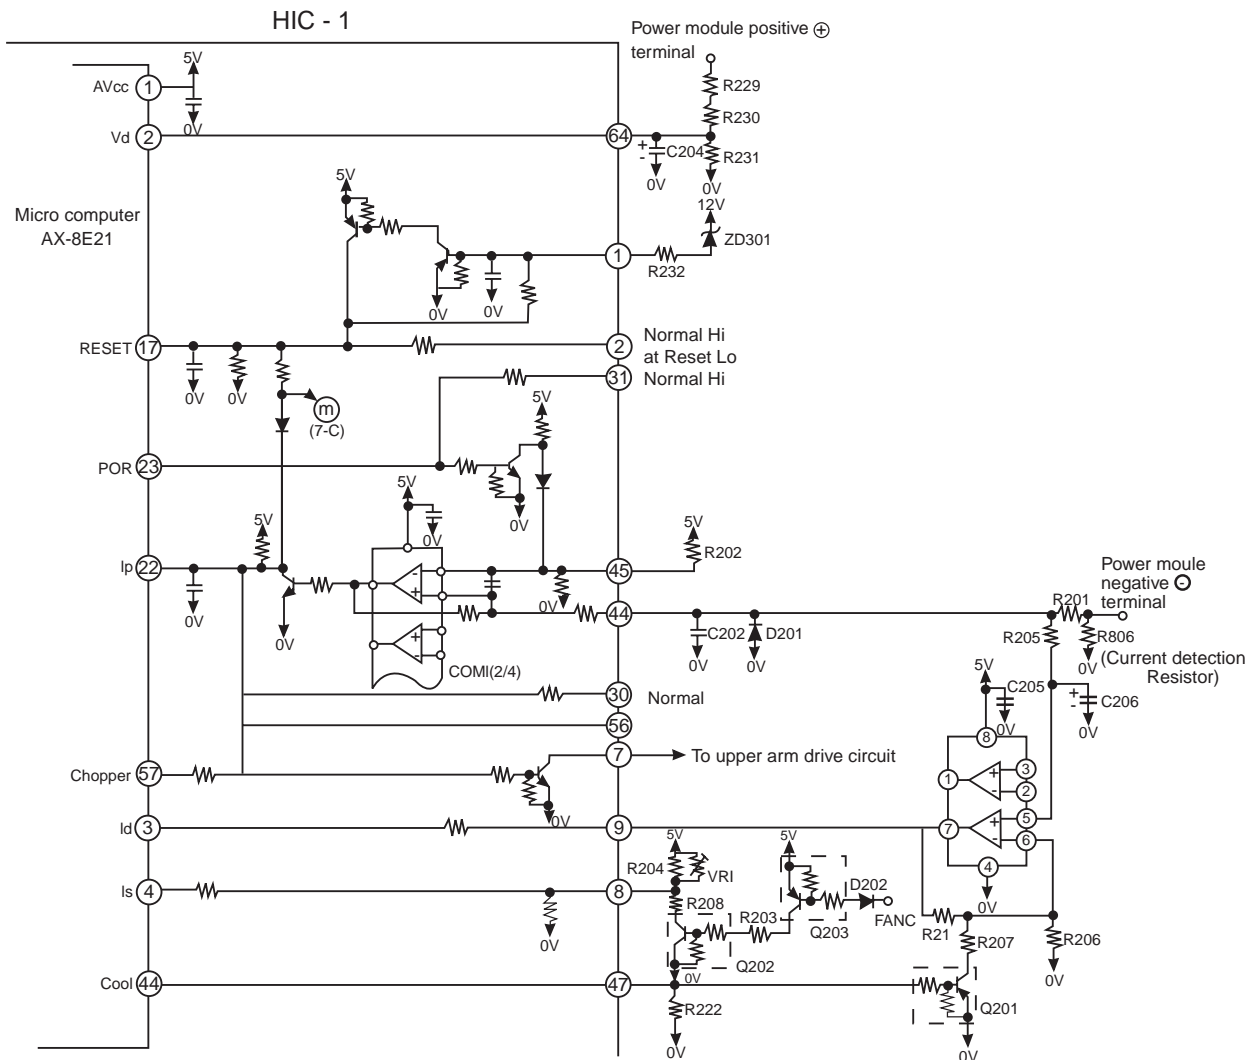 HIC - 1
Power module positive ⊕
terminal
5V
AVcc
1
0V
Vd
2
64
R229
R230
C204
+
-
R231
0V
0V
12V
ZD301
Micro computer
AX-8E21
5V
1
R232
0V
0V
RESET
17
0V
0V
2
Normal Hi
at Reset Lo
31
Normal Hi
m
(7-C)
5V
POR
23
0V
5V
0V
5V
Ip
22
0V
0V
-
+
+
-
COMI(2/4)
0V
45
44
5V
R202
C202
0V
D201
0V
Power moule
negative ⊖
terminal
R201
R205
R806
0V
(Current detection
Resistor)
30
Normal
56
7
To upper arm drive circuit
5V
C205
0V
+
-
C206
0V
8
Chopper
57
0V
1
+
-
3
2
7
+
-
5
6
4
0V
Id
3
9
Is
4
0V
8
5V
R204
VRI
R208
5V
D202
FANC
Q203
R203
Q202
0V
R21
R207
R206
0V
Cool
44
47
R222
0V
Q201
0V